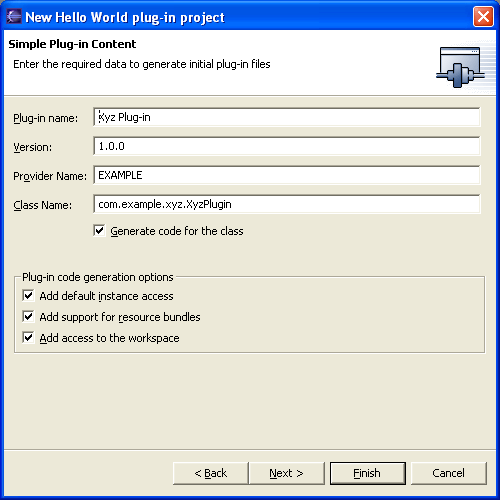 New Hello World plug-in project
Simple Plug-in Content
Enter the required data to generate initial plug-in files
Plug-in name: Xyz Plug-in
Version: 1.0.0
Provider Name: EXAMPLE
Class Name: com.example.xyz.XyzPlugin
Generate code for the class
Plug-in code generation options
Add default instance access
Add support for resource bundles
Add access to the workspace
< Back Next > Finish Cancel